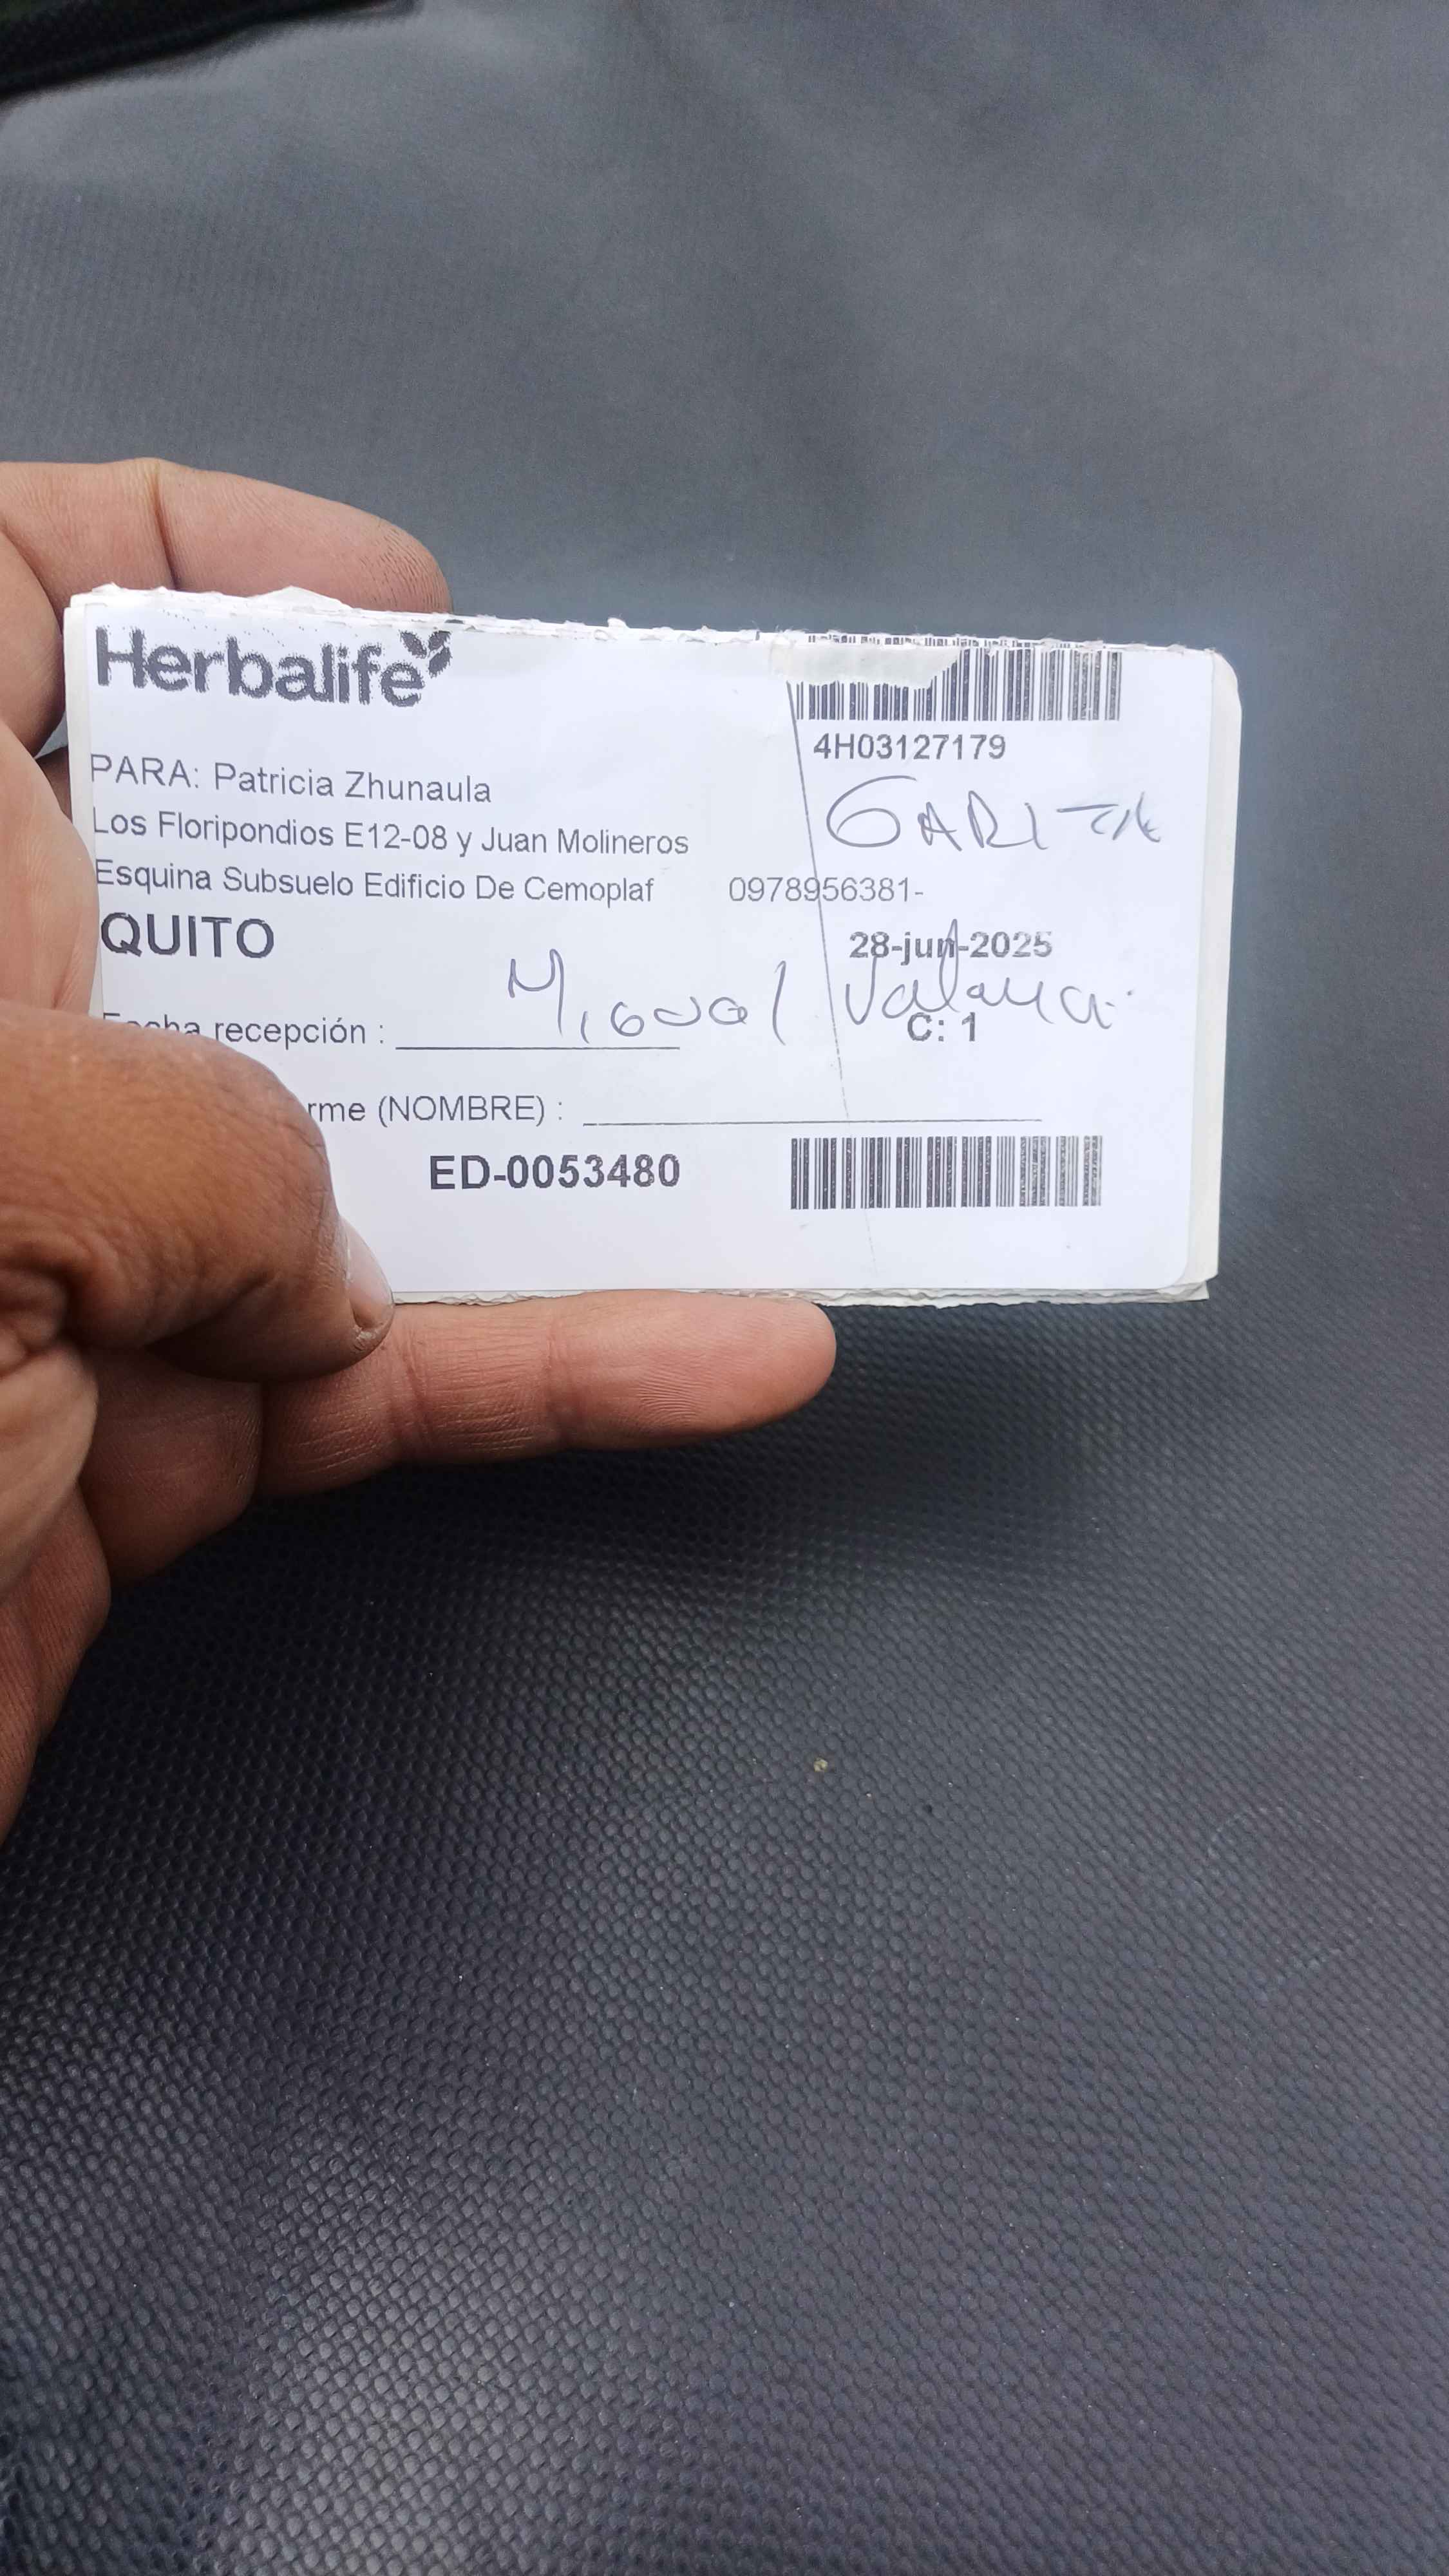 Herbalife
4H03127179
PARA: Patricia Zhunaula
GARITA
Los Floripondios E12-08 y Juan Molineros
Esquina Subsuelo Edificio De Cemoplaf 0978956381-
QUITO
28-jun-2025
Miguel
recepción :
C: 1
(NOMBRE) :
ED-0053480